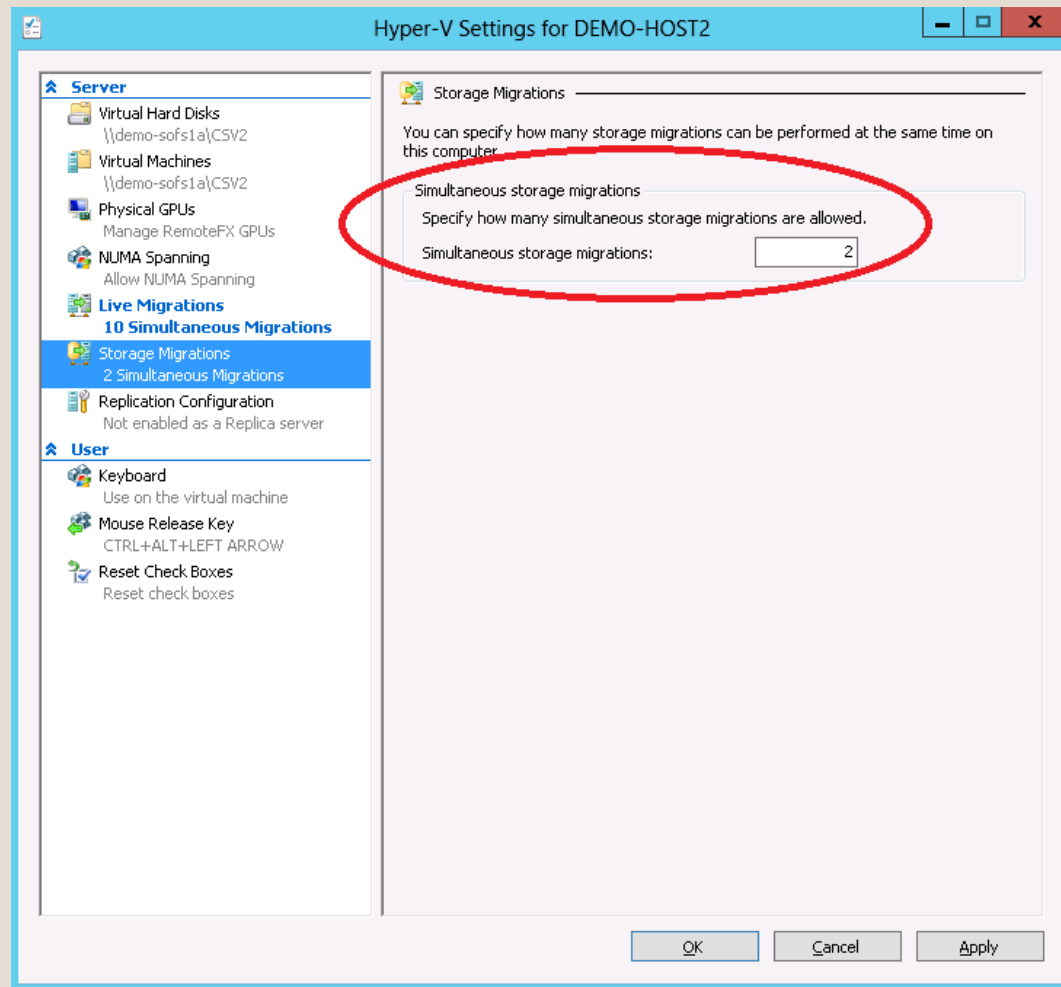 Hyper-V Settings for DEMO-HOST2
Server
Virtual Hard Disks
\\demo-sofs1a\CSV2
Virtual Machines
\\demo-sofs1a\CSV2
Physical GPUs
Manage RemoteFX GPUs
NUMA Spanning
Allow NUMA Spanning
Live Migrations
10 Simultaneous Migrations
Storage Migrations
2 Simultaneous Migrations
Replication Configuration
Not enabled as a Replica server
User
Keyboard
Use on the virtual machine
Mouse Release Key
CTRL+ALT+LEFT ARROW
Reset Check Boxes
Reset check boxes
Storage Migrations
You can specify how many storage migrations can be performed at the same time on
this computer.
Simultaneous storage migrations
Specify how many simultaneous storage migrations are allowed.
Simultaneous storage migrations: 2
OK Cancel Apply